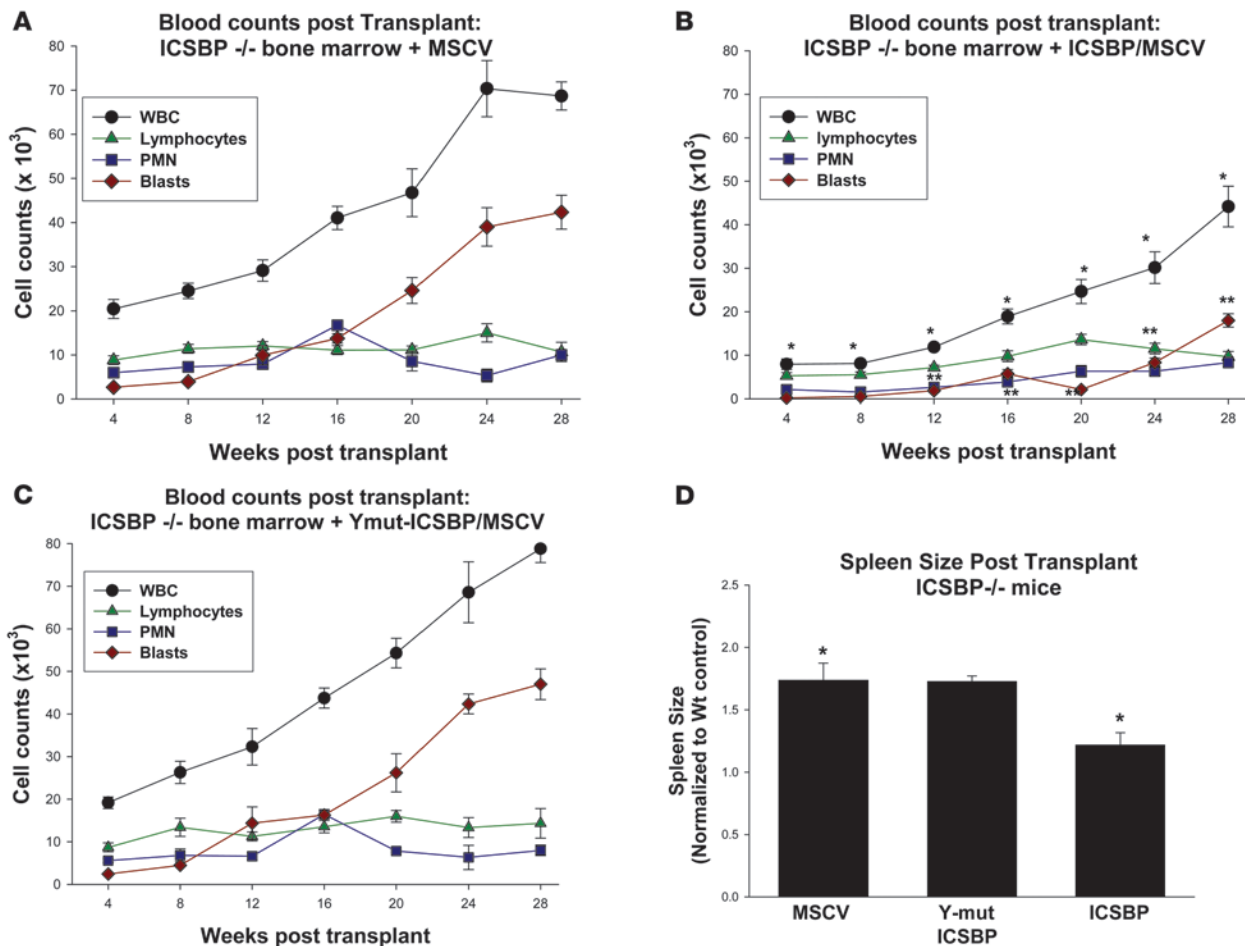 A
Blood counts post Transplant:
ICSBP -/- bone marrow + MSCV
80
70
60
50
40
30
20
10
0
Cell counts (x 10³)
WBC
Lymphocytes
PMN
Blasts
4 8 12 16 20 24 28
Weeks post transplant
B
Blood counts post transplant:
ICSBP -/- bone marrow + ICSBP/MSCV
80
70
60
50
40
30
20
10
0
Cell counts (x10³)
WBC
lymphocytes
PMN
Blasts
* * * * * * *
** ** ** ** **
4 8 12 16 20 24 28
Weeks post transplant
C
Blood counts post transplant:
ICSBP -/- bone marrow + Ymut-ICSBP/MSCV
80
70
60
50
40
30
20
10
0
Cell counts (x10³)
WBC
Lymphocytes
PMN
Blasts
4 8 12 16 20 24 28
Weeks post transplant
D
Spleen Size Post Transplant
ICSBP-/- mice
2.5
2.0
1.5
1.0
0.5
0.0
Spleen Size
(Normalized to Wt control)
* *
MSCV Y-mut ICSBP
ICSBP